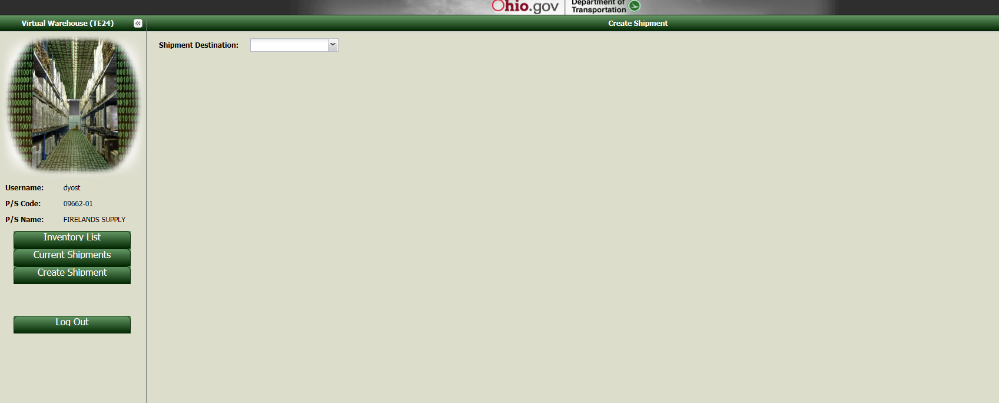 Ohio.gov
Department of
Transportation
Virtual Warehouse (TE24)
Create Shipment
Shipment Destination:
Username: dyost
P/S Code: 09662-01
P/S Name: FIRELANDS SUPPLY
Inventory List
Current Shipments
Create Shipment
Log Out